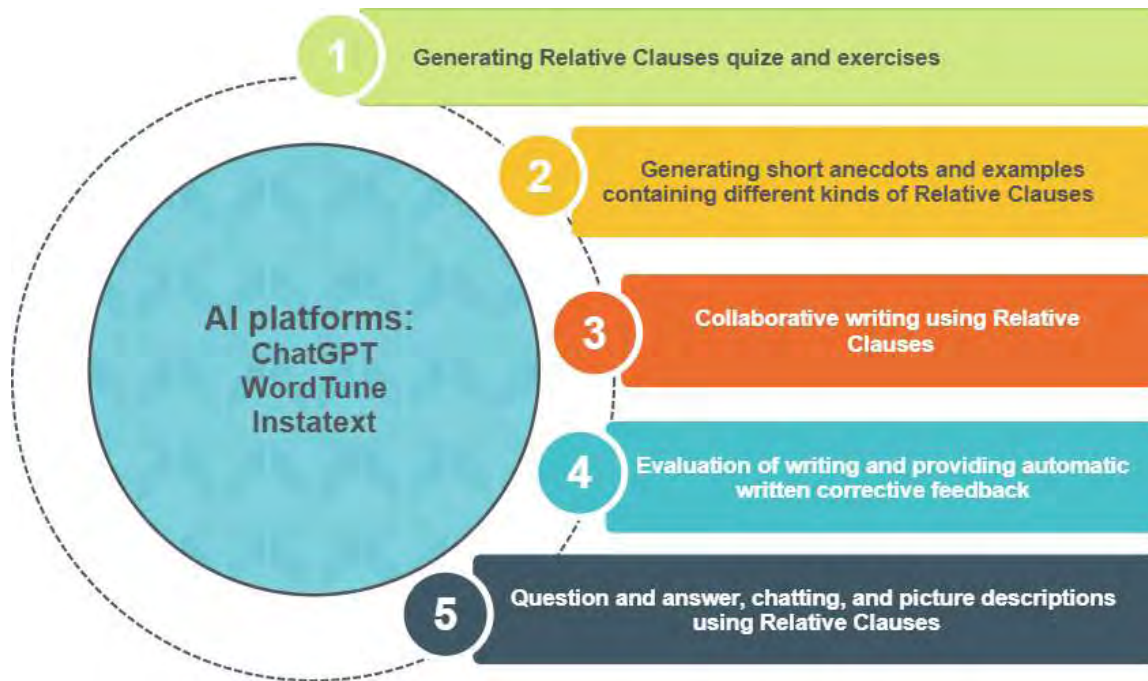 1
Generating Relative Clauses quize and exercises
2
Generating short anecdots and examples
containing different kinds of Relative Clauses
AI platforms:
ChatGPT
WordTune
Instatext
3
Collaborative writing using Relative
Clauses
4
Evaluation of writing and providing automatic
written corrective feedback
5
Question and answer, chatting, and picture descriptions
using Relative Clauses